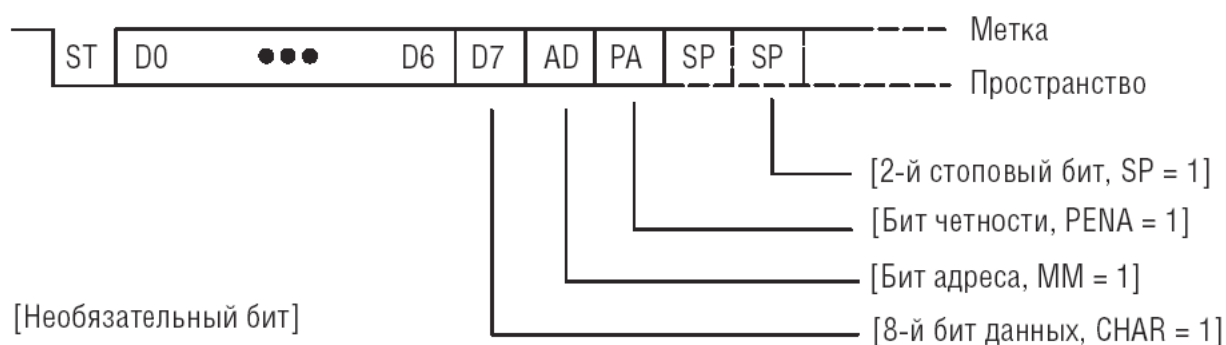 Метка
ST D0 ●●● D6 D7 AD PA SP SP
Пространство
[2-й стоповый бит, SP = 1]
[Бит четности, PENA = 1]
[Бит адреса, MM = 1]
[Необязательный бит]
[8-й бит данных, CHAR = 1]